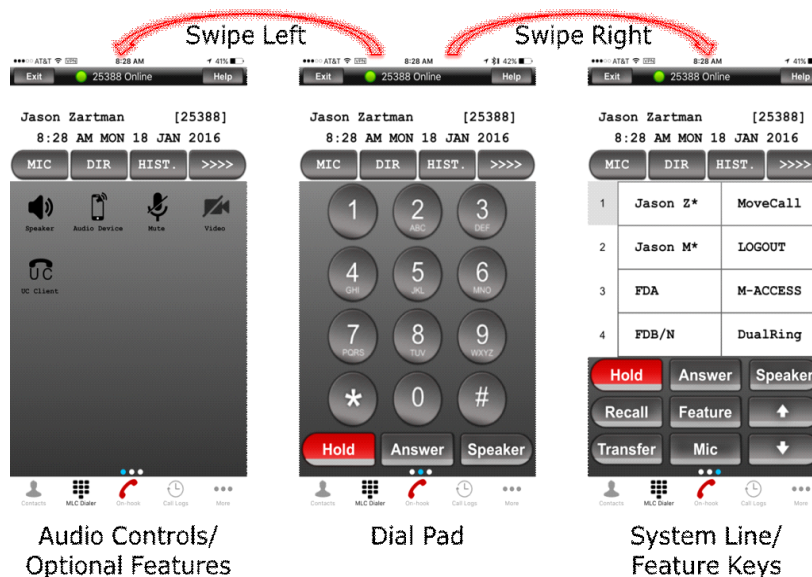 Swipe Left
Swipe Right
AT&T VPN 8:28 AM 41%
Exit 25388 Online Help
Jason Zartman [25388]
8:28 AM MON 18 JAN 2016
MIC DIR HIST. >>>>
Speaker Audio Device Mute Video
UC
UC Client
Contacts MLC Dialer On-hook Call Logs More
Audio Controls/
Optional Features
AT&T VPN 8:28 AM 42%
Exit 25388 Online Help
Jason Zartman [25388]
8:28 AM MON 18 JAN 2016
MIC DIR HIST. >>>>
1 2 3
ABC DEF
4 5 6
GHI JKL MNO
7 8 9
PQRS TUV WXYZ
* 0 #
Hold Answer Speaker
Contacts MLC Dialer On-hook Call Logs More
Dial Pad
AT&T VPN 8:28 AM 41%
Exit 25388 Online Help
Jason Zartman [25388]
8:28 AM MON 18 JAN 2016
MIC DIR HIST. >>>>
1 Jason Z* MoveCall
2 Jason M* LOGOUT
3 FDA M-ACCESS
4 FDB/N DualRing
Hold Answer Speaker
Recall Feature
Transfer Mic
Contacts MLC Dialer On-hook Call Logs More
System Line/
Feature Keys